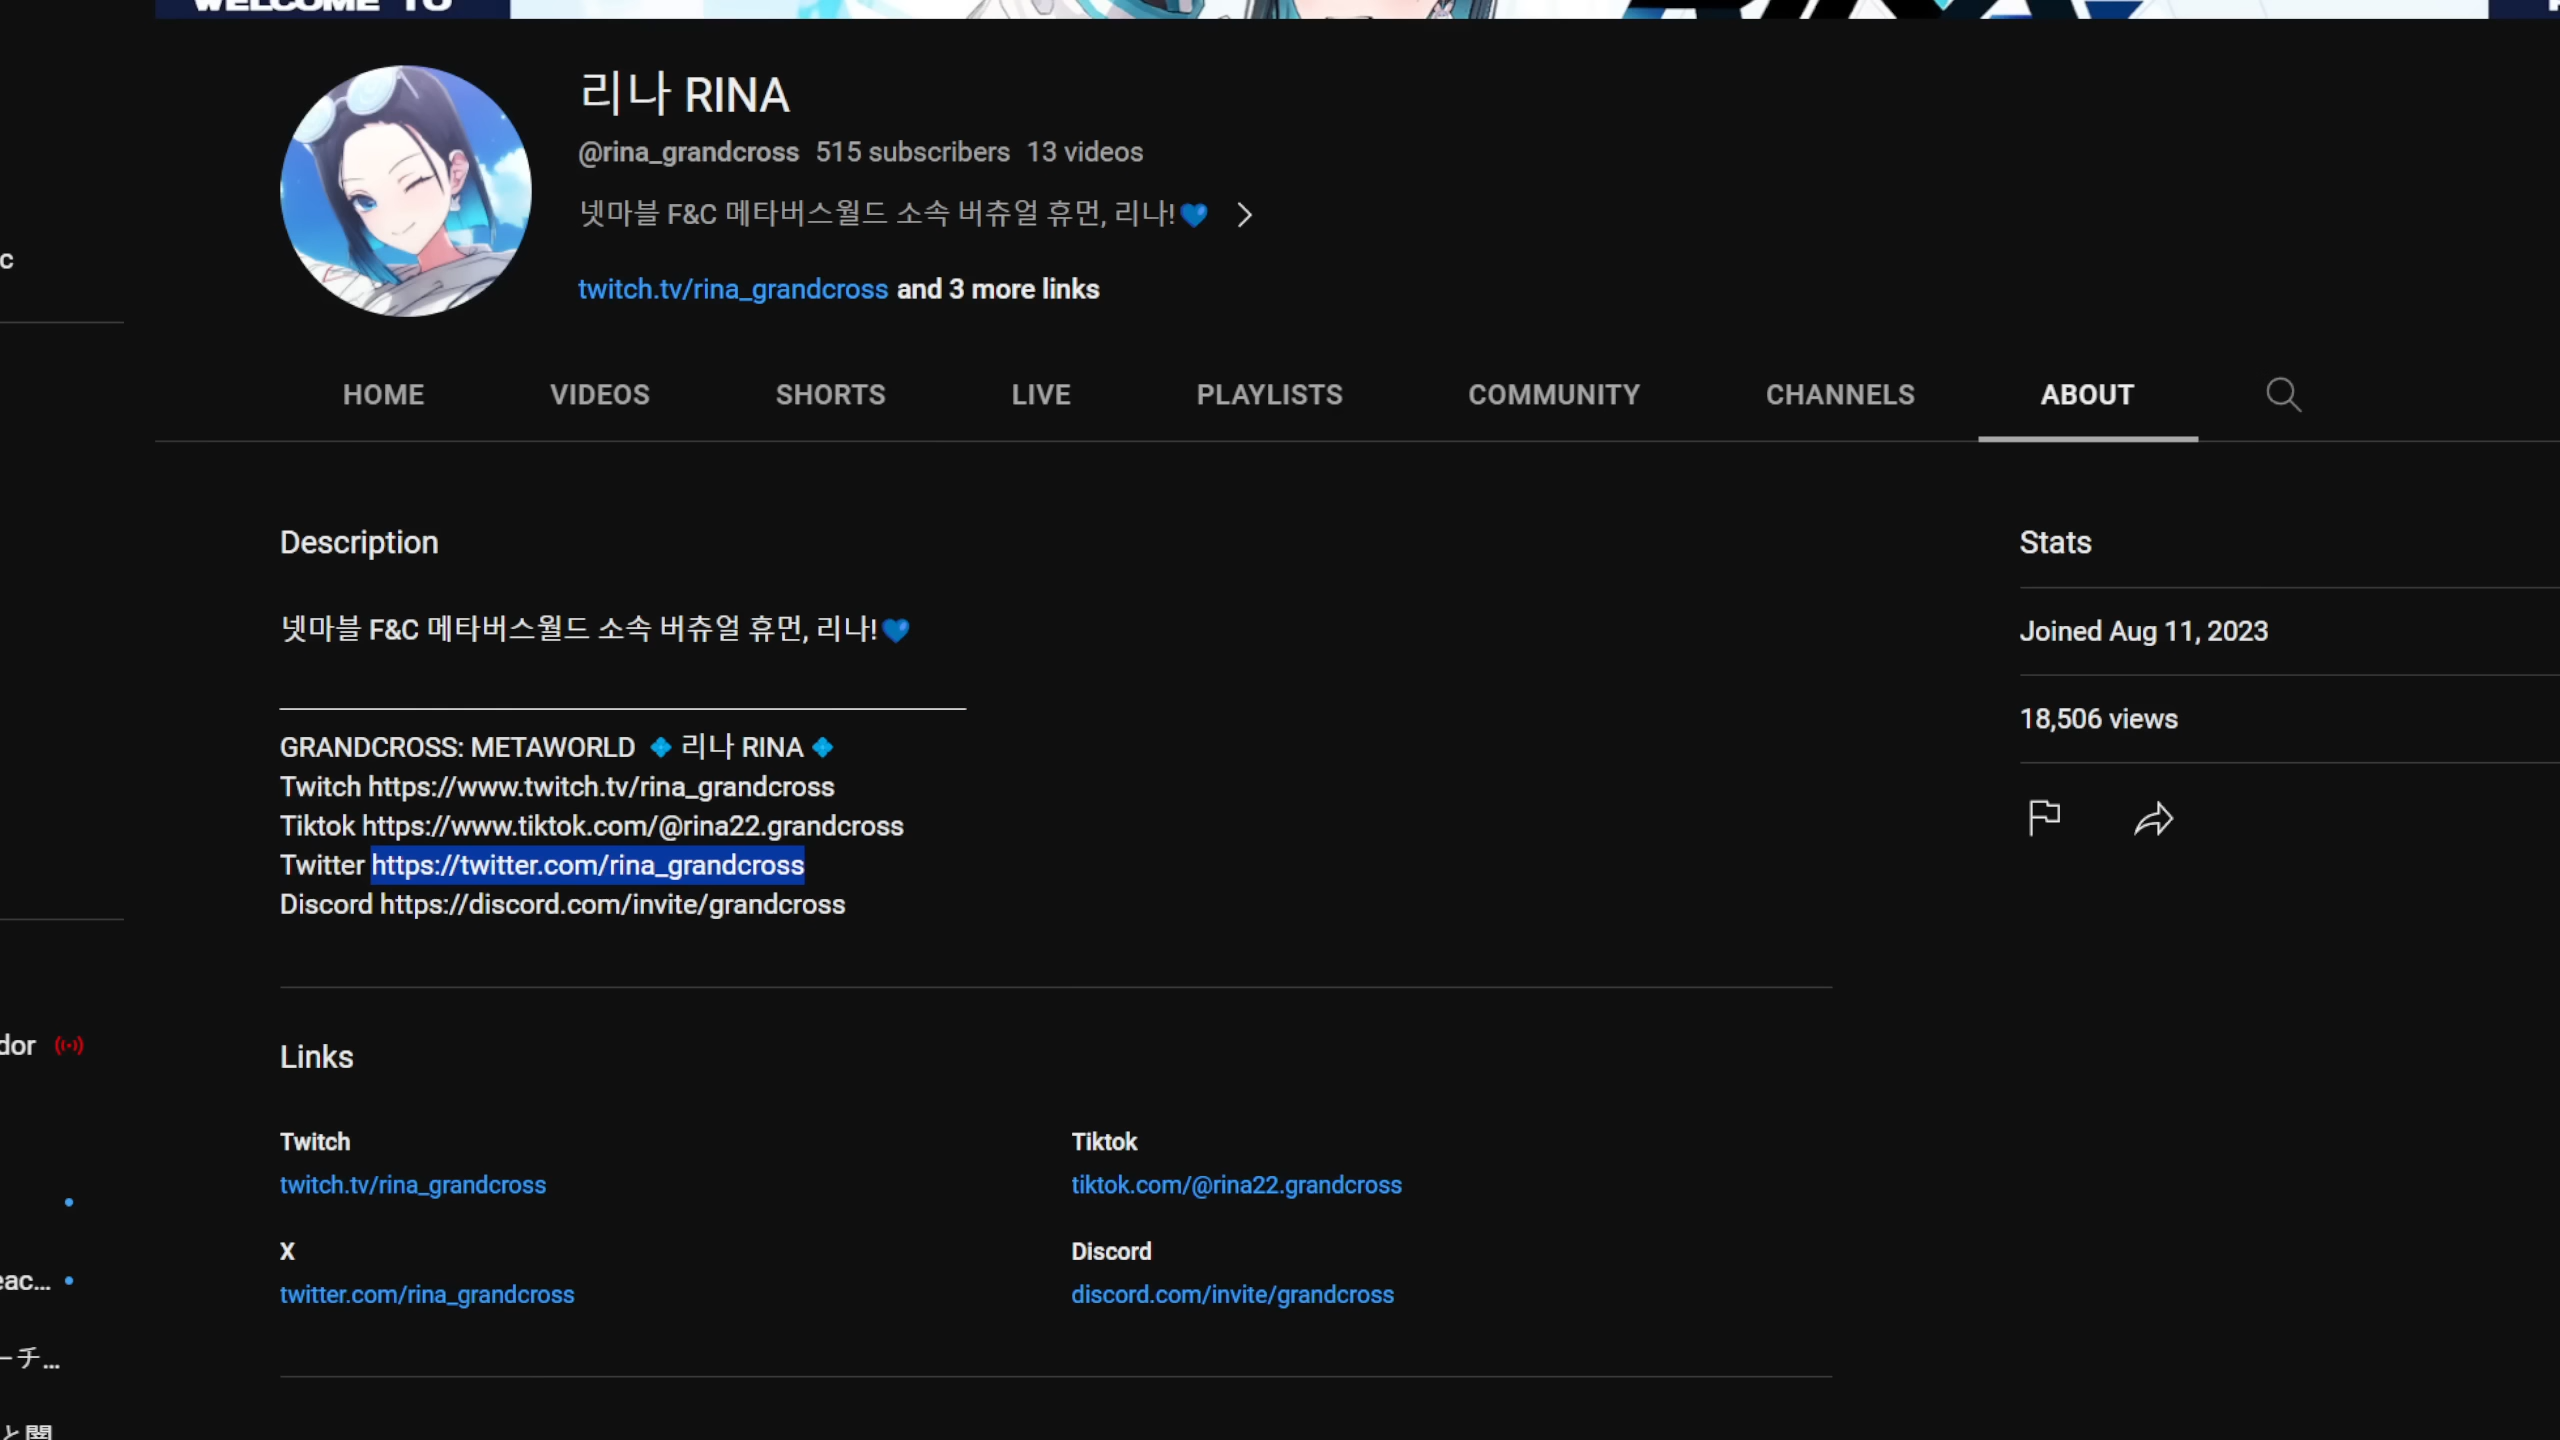 WELCOME TO
리나 RINA
@rina_grandcross 515 subscribers 13 videos
넷마블 F&C 메타버스월드 소속 버츄얼 휴먼, 리나!💙
twitch.tv/rina_grandcross and 3 more links
HOME VIDEOS SHORTS LIVE PLAYLISTS COMMUNITY CHANNELS ABOUT
Description
넷마블 F&C 메타버스월드 소속 버츄얼 휴먼, 리나!💙
GRANDCROSS: METAWORLD 💠 리나 RINA 💠
Twitch https://www.twitch.tv/rina_grandcross
Tiktok https://www.tiktok.com/@rina22.grandcross
Twitter https://twitter.com/rina_grandcross
Discord https://discord.com/invite/grandcross
Links
Twitch
twitch.tv/rina_grandcross
Tiktok
tiktok.com/@rina22.grandcross
X
twitter.com/rina_grandcross
Discord
discord.com/invite/grandcross
Stats
Joined Aug 11, 2023
18,506 views